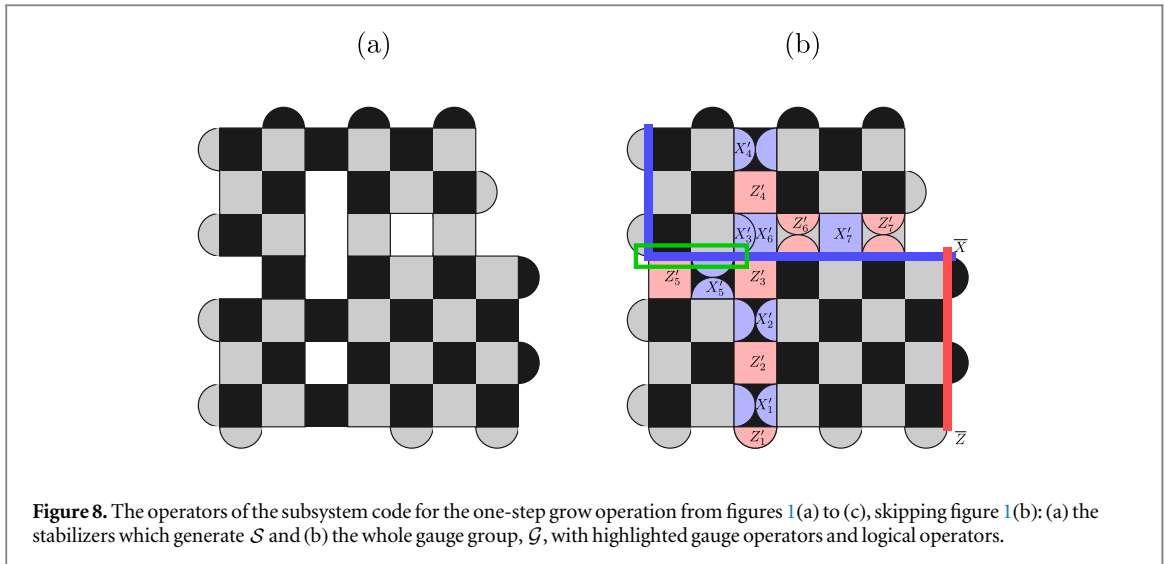 (a)
(b)
X′4
Z′4
X′3 X′6 Z′6 X′7 Z′7
X̅
Z′5 X′5 Z′3
X′2
Z′2
X′1
Z′1
Z̅
Figure 8. The operators of the subsystem code for the one-step grow operation from figures 1(a) to (c), skipping figure 1(b): (a) the
stabilizers which generate 𝒮 and (b) the whole gauge group, 𝒢, with highlighted gauge operators and logical operators.